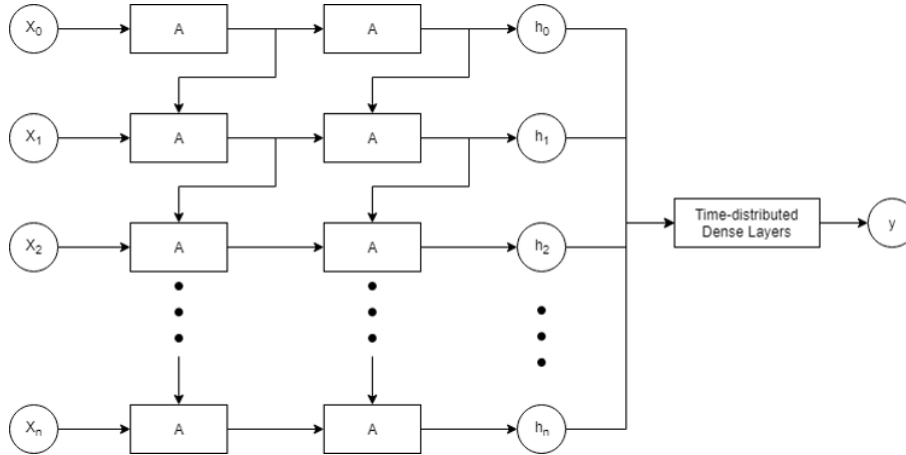 X₀ A A h₀
X₁ A A h₁
Time-distributed
Dense Layers
y
X₂ A A h₂
Xₙ A A hₙ